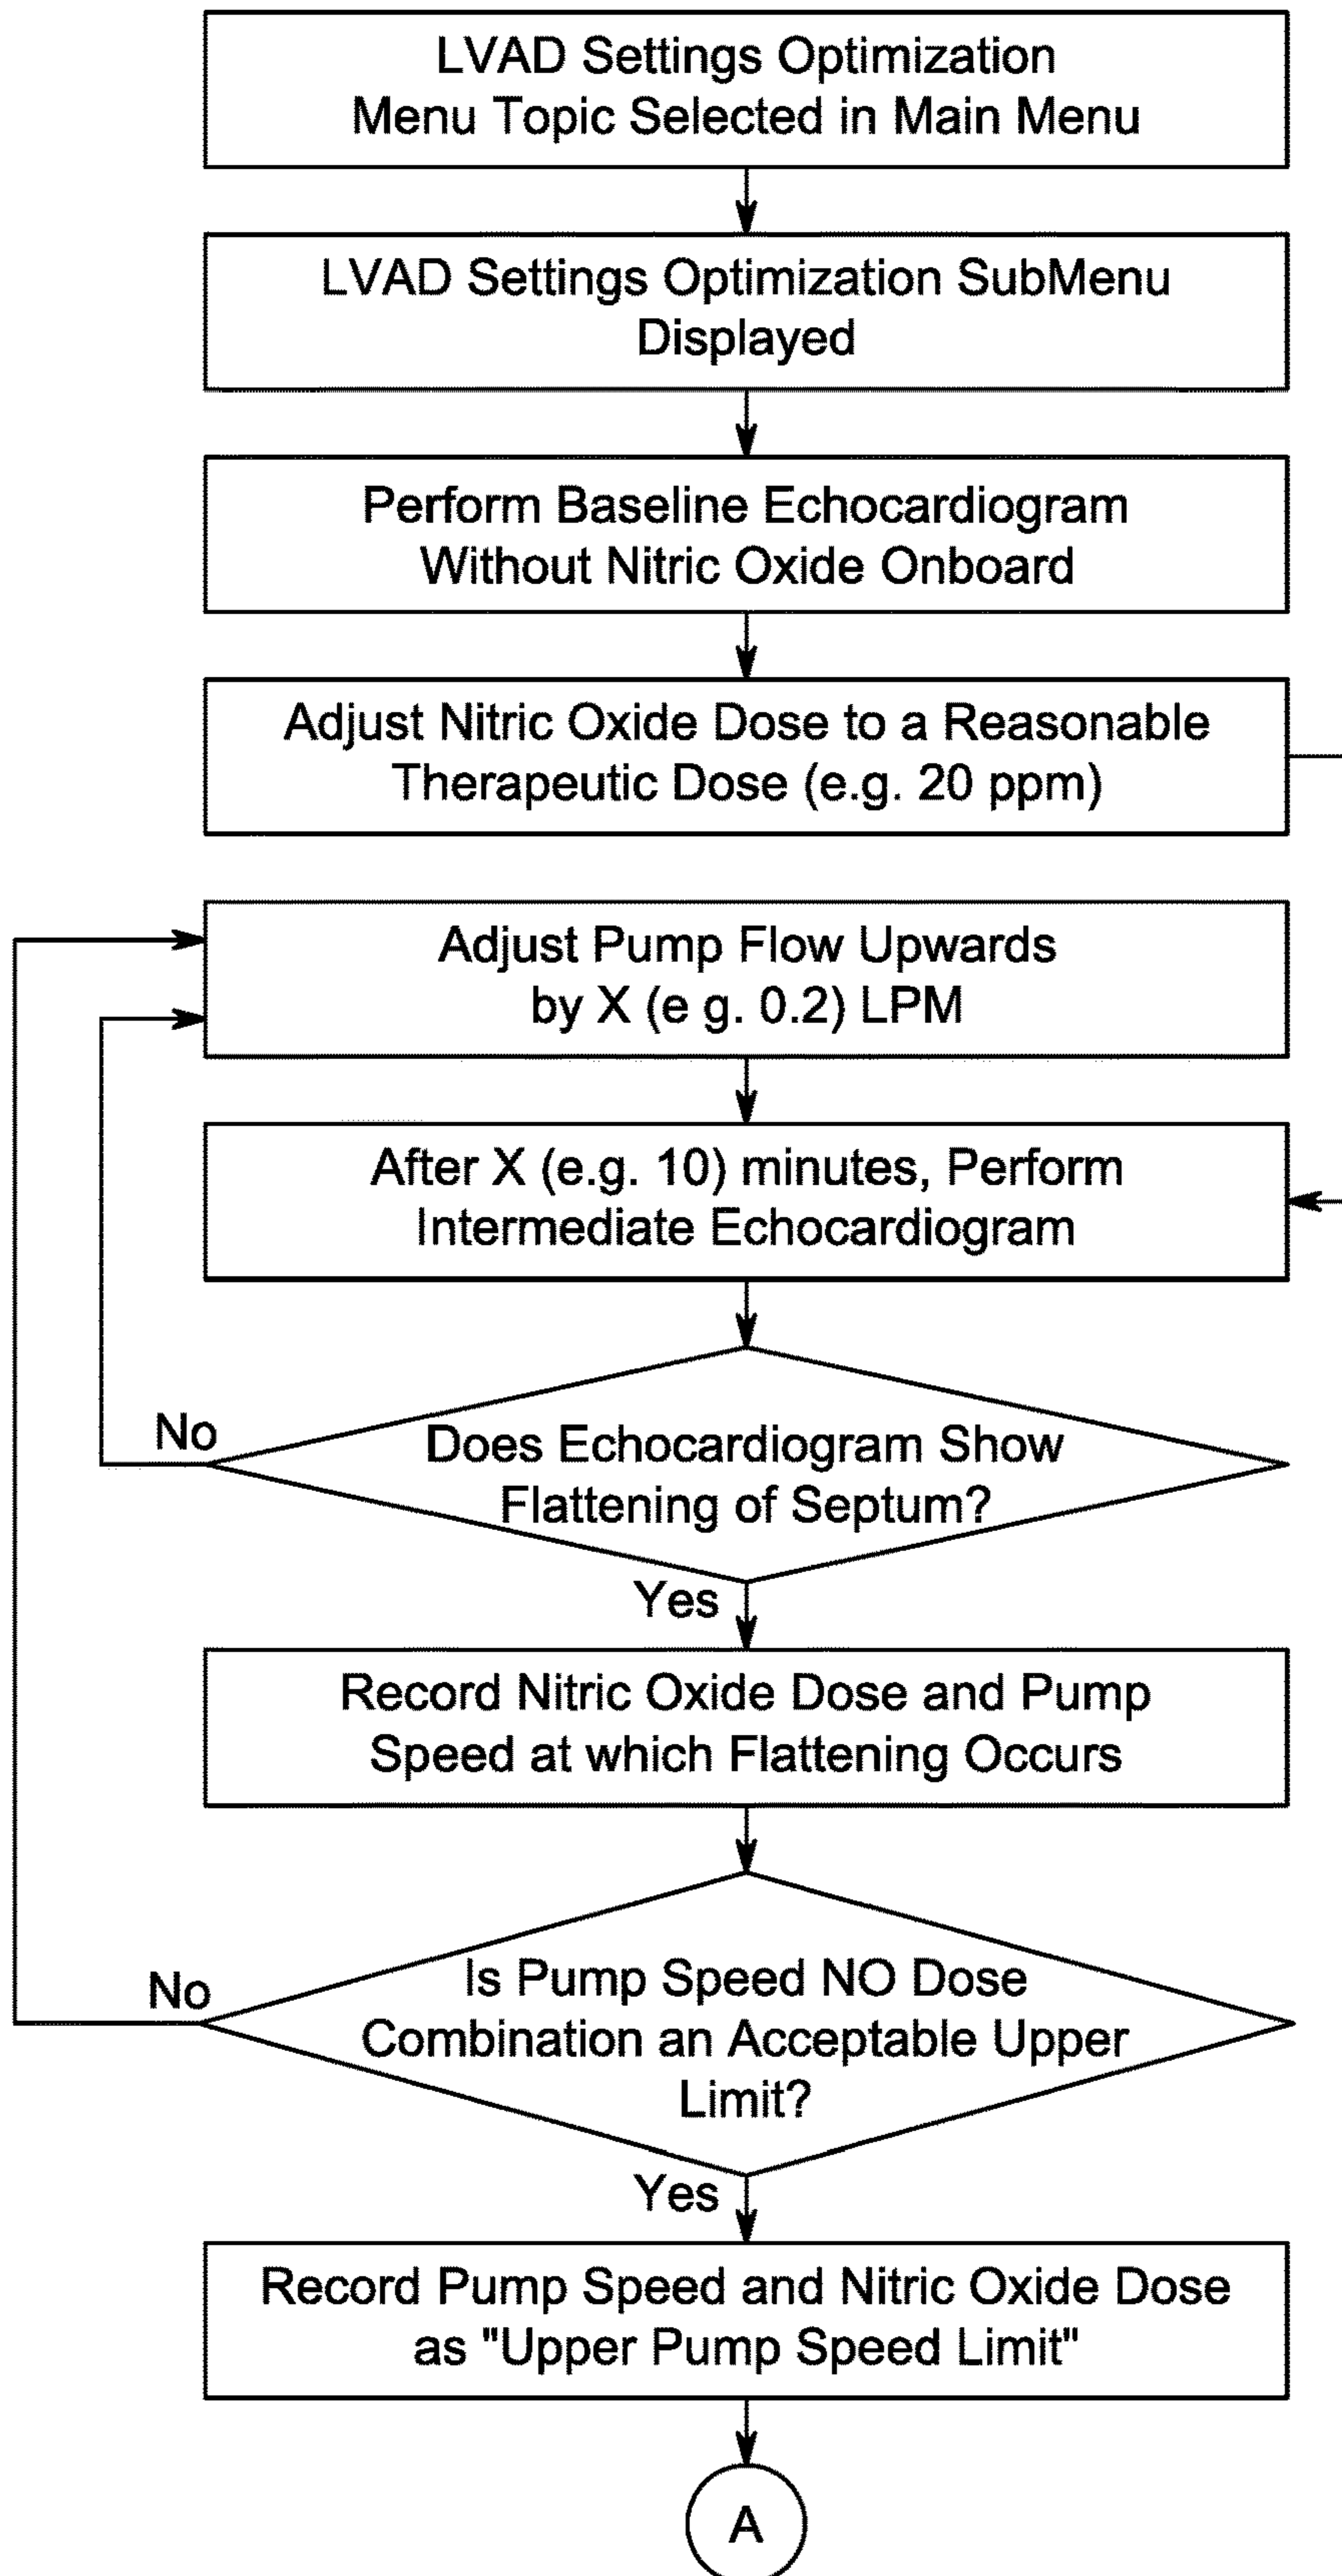 LVAD Settings Optimization
Menu Topic Selected in Main Menu
LVAD Settings Optimization SubMenu
Displayed
Perform Baseline Echocardiogram
Without Nitric Oxide Onboard
Adjust Nitric Oxide Dose to a Reasonable
Therapeutic Dose (e.g. 20 ppm)
Adjust Pump Flow Upwards
by X (e g. 0.2) LPM
After X (e.g. 10) minutes, Perform
Intermediate Echocardiogram
No
Does Echocardiogram Show
Flattening of Septum?
Yes
Record Nitric Oxide Dose and Pump
Speed at which Flattening Occurs
No
Is Pump Speed NO Dose
Combination an Acceptable Upper
Limit?
Yes
Record Pump Speed and Nitric Oxide Dose
as "Upper Pump Speed Limit"
A